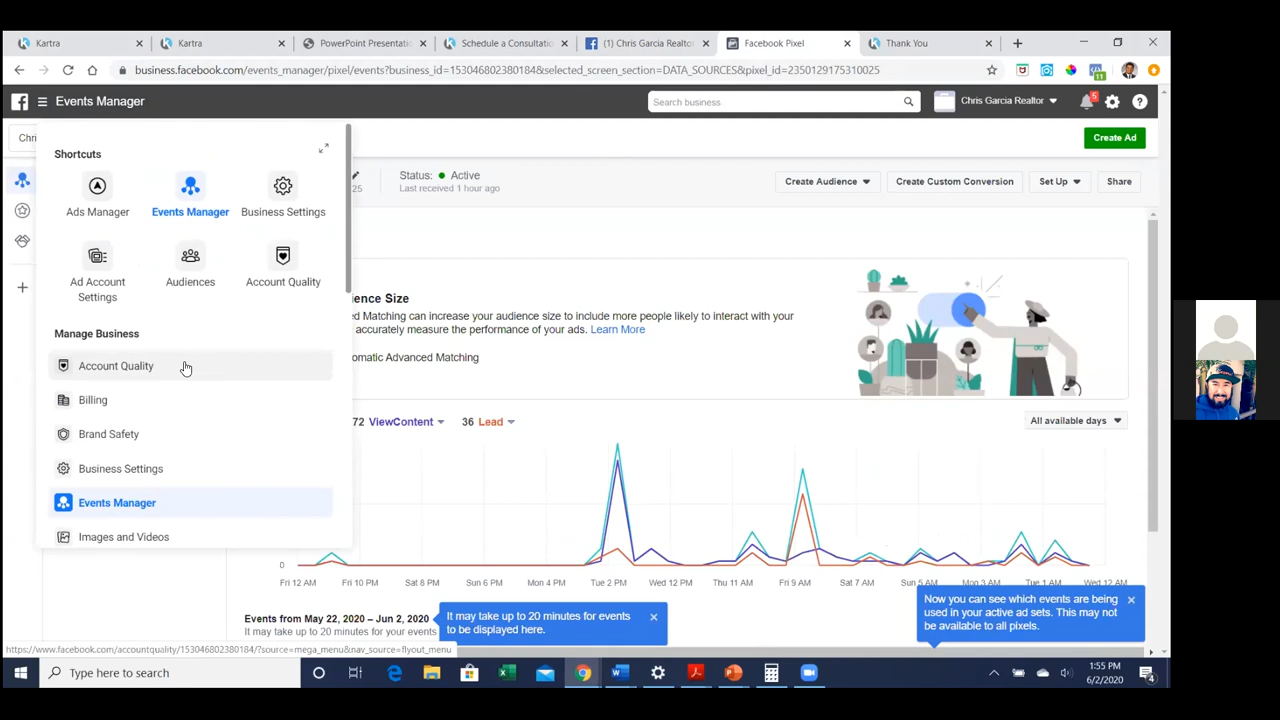 Kartra
Kartra
PowerPoint Presentatio
Schedule a Consultatio
(1) Chris Garcia Realtor
Facebook Pixel
Thank You
business.facebook.com/events_manager/pixel/events?business_id=153046802380184&selected_screen_section=DATA_SOURCES&pixel_id=2350129175310025
11
Events Manager
Search business
Chris Garcia Realtor
5
Chri
Create Ad
Shortcuts
Ads Manager
Events Manager
Business Settings
Ad Account
Settings
Audiences
Account Quality
Manage Business
Account Quality
Billing
Brand Safety
Business Settings
Events Manager
Images and Videos
25
Status: Active
Last received 1 hour ago
Create Audience
Create Custom Conversion
Set Up
Share
ience Size
d Matching can increase your audience size to include more people likely to interact with your
accurately measure the performance of your ads. Learn More
omatic Advanced Matching
72 ViewContent
36 Lead
All available days
0
Fri 12 AM
Fri 10 PM
Sat 8 PM
Sun 6 PM
Mon 4 PM
Tue 2 PM
Wed 12 PM
Thu 11 AM
Fri 9 AM
Sat 7 AM
Sun 5 AM
Mon 3 AM
Tue 1 AM
Wed 12 AM
Events from May 22, 2020 – Jun 2, 2020
It may take up to 20 minutes for your events
It may take up to 20 minutes for events
to be displayed here.
Now you can see which events are being
used in your active ad sets. This may not
be available to all pixels.
https://www.facebook.com/accountquality/153046802380184/?source=mega_menu&nav_source=flyout_menu
Type here to search
1:55 PM
6/2/2020
4